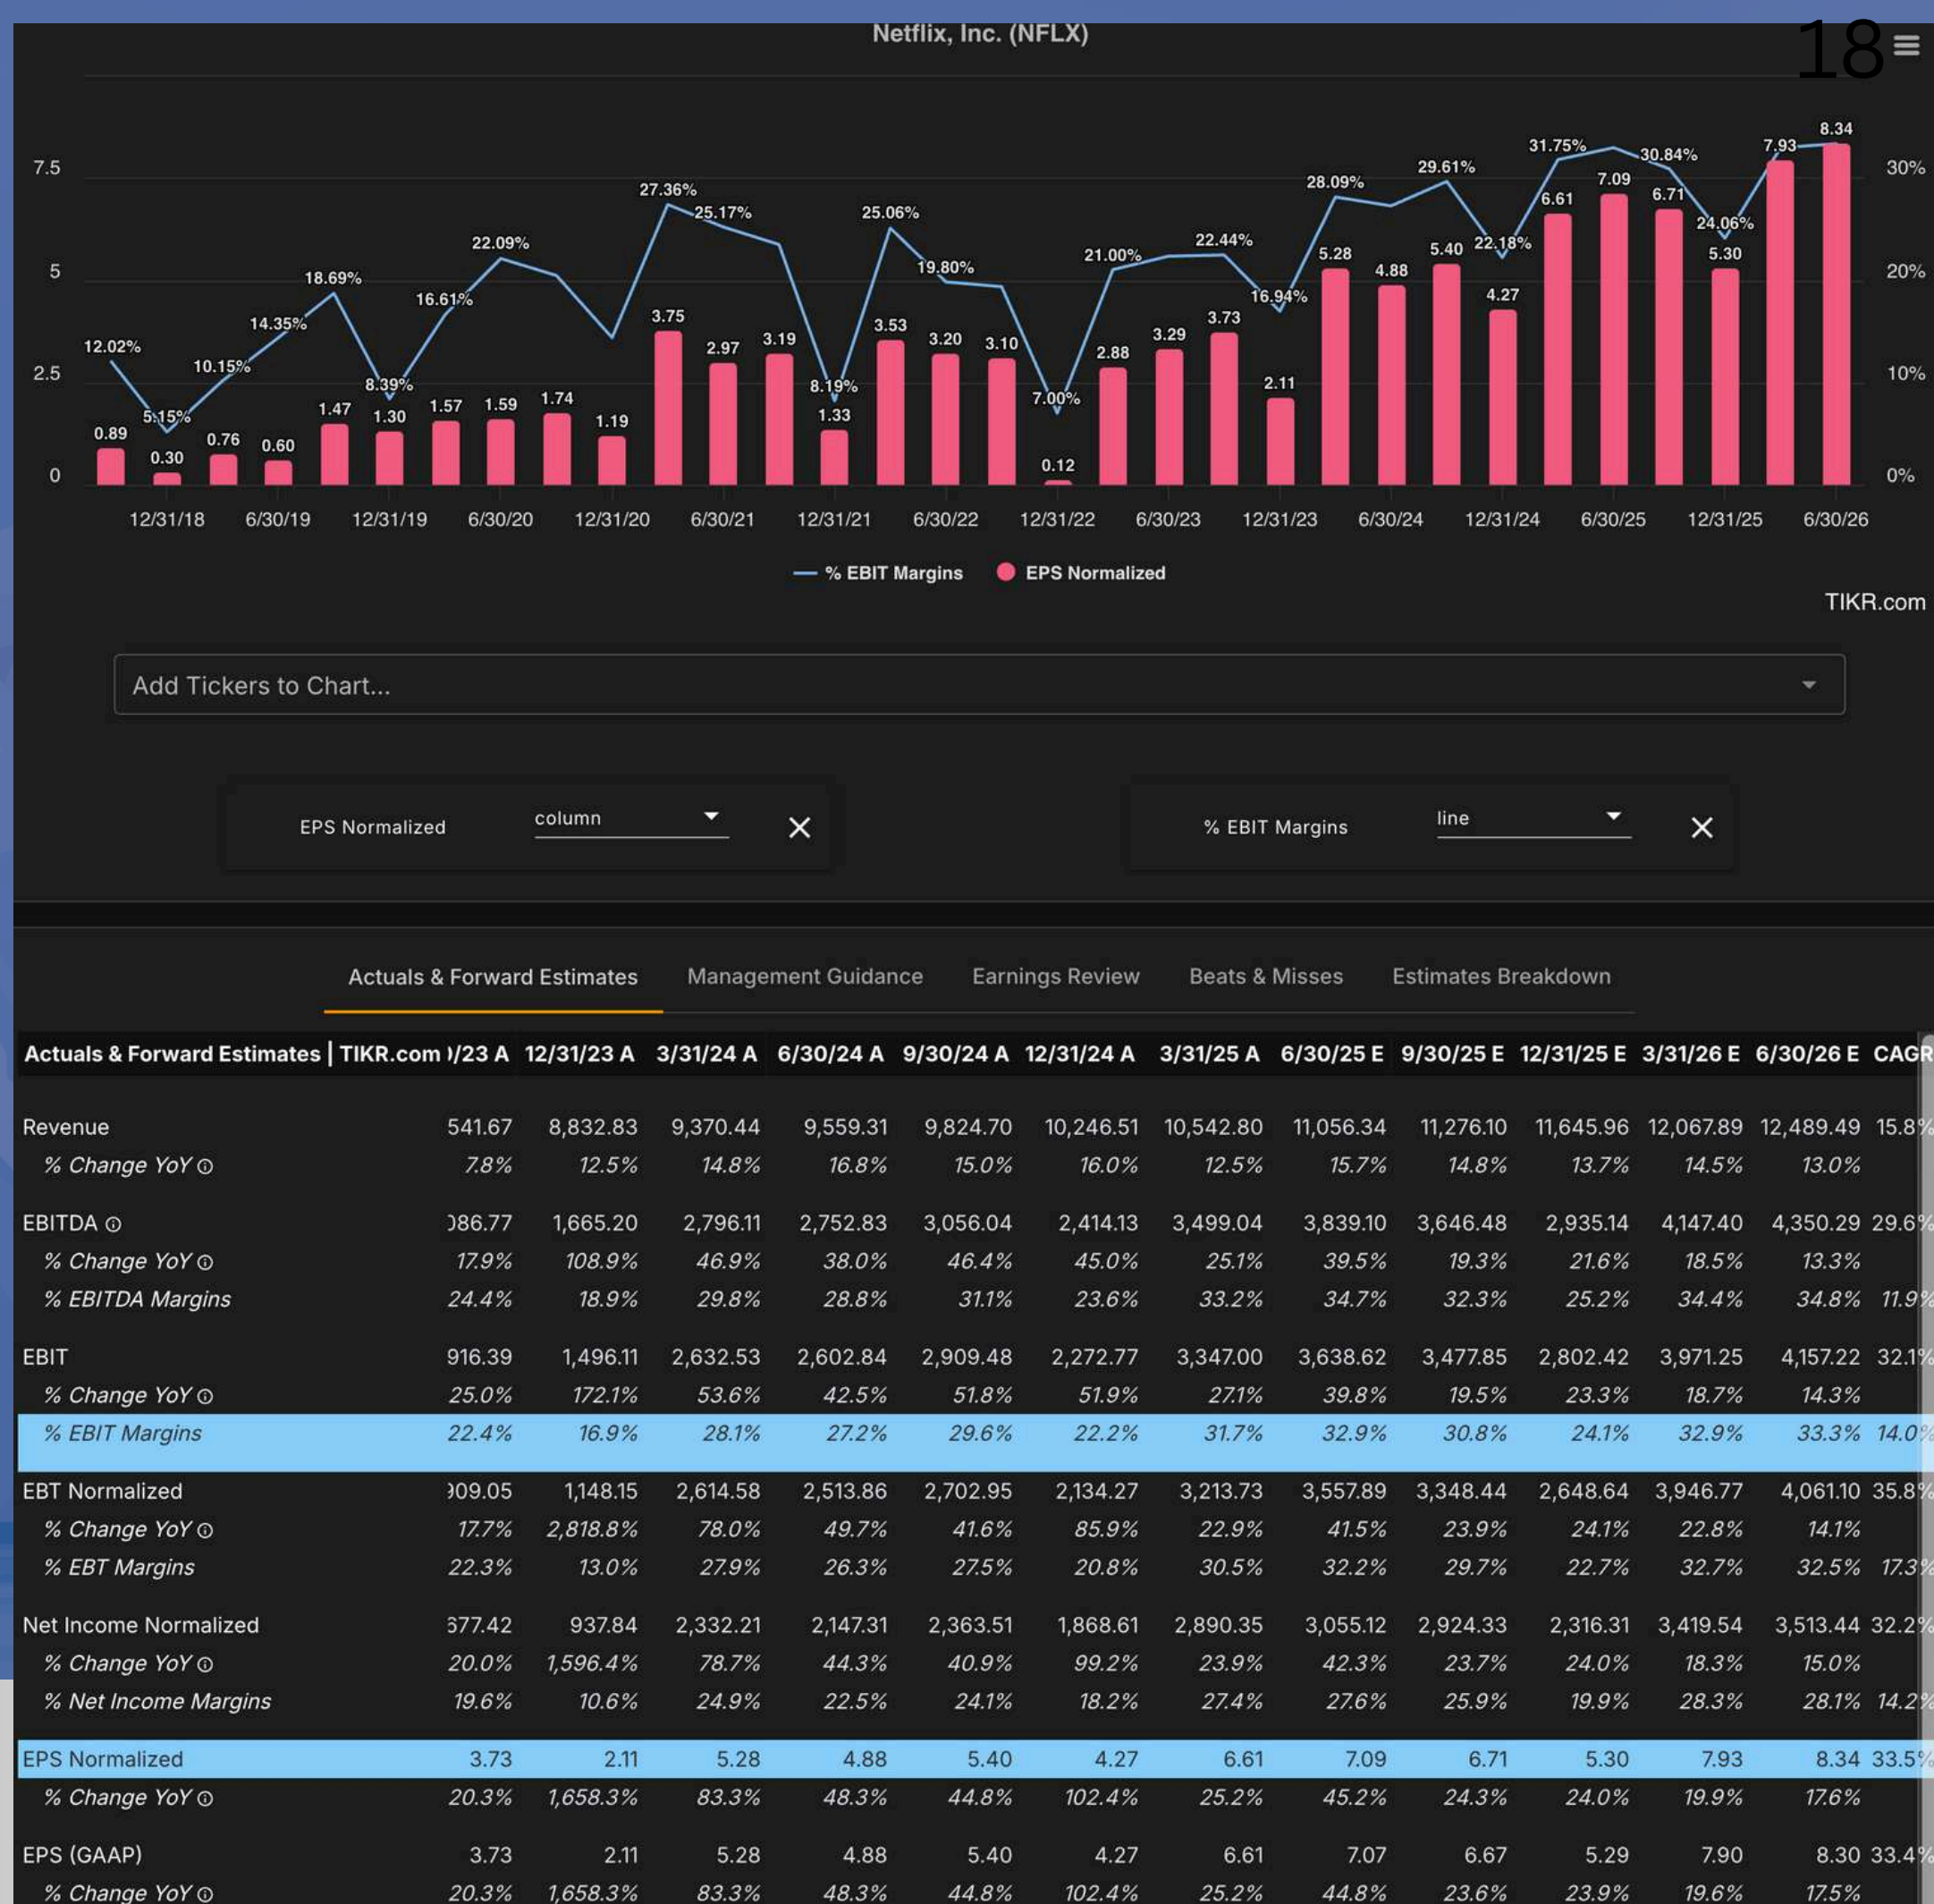 Netflix, Inc. (NFLX)
18
7.5
5
2.5
0
30%
20%
10%
0%
12.02%
5.15%
10.15%
14.35%
18.69%
8.39%
16.61%
22.09%
27.36%
25.17%
8.19%
25.06%
19.80%
7.00%
21.00%
22.44%
16.94%
28.09%
29.61%
22.18%
31.75%
30.84%
24.06%
0.89
0.30
0.76
0.60
1.47
1.30
1.57
1.59
1.74
1.19
3.75
2.97
3.19
1.33
3.53
3.20
3.10
0.12
2.88
3.29
3.73
2.11
5.28
4.88
5.40
4.27
6.61
7.09
6.71
5.30
7.93
8.34
12/31/18 6/30/19 12/31/19 6/30/20 12/31/20 6/30/21 12/31/21 6/30/22 12/31/22 6/30/23 12/31/23 6/30/24 12/31/24 6/30/25 12/31/25 6/30/26
% EBIT Margins EPS Normalized
TIKR.com
Add Tickers to Chart...
EPS Normalized column % EBIT Margins line
Actuals & Forward Estimates Management Guidance Earnings Review Beats & Misses Estimates Breakdown
Actuals & Forward Estimates | TIKR.com /23 A 12/31/23 A 3/31/24 A 6/30/24 A 9/30/24 A 12/31/24 A 3/31/25 A 6/30/25 E 9/30/25 E 12/31/25 E 3/31/26 E 6/30/26 E CAGR
Revenue 541.67 8,832.83 9,370.44 9,559.31 9,824.70 10,246.51 10,542.80 11,056.34 11,276.10 11,645.96 12,067.89 12,489.49 15.8%
% Change YoY 7.8% 12.5% 14.8% 16.8% 15.0% 16.0% 12.5% 15.7% 14.8% 13.7% 14.5% 13.0%
EBITDA 086.77 1,665.20 2,796.11 2,752.83 3,056.04 2,414.13 3,499.04 3,839.10 3,646.48 2,935.14 4,147.40 4,350.29 29.6%
% Change YoY 17.9% 108.9% 46.9% 38.0% 46.4% 45.0% 25.1% 39.5% 19.3% 21.6% 18.5% 13.3%
% EBITDA Margins 24.4% 18.9% 29.8% 28.8% 31.1% 23.6% 33.2% 34.7% 32.3% 25.2% 34.4% 34.8% 11.9%
EBIT 916.39 1,496.11 2,632.53 2,602.84 2,909.48 2,272.77 3,347.00 3,638.62 3,477.85 2,802.42 3,971.25 4,157.22 32.1%
% Change YoY 25.0% 172.1% 53.6% 42.5% 51.8% 51.9% 27.1% 39.8% 19.5% 23.3% 18.7% 14.3%
% EBIT Margins 22.4% 16.9% 28.1% 27.2% 29.6% 22.2% 31.7% 32.9% 30.8% 24.1% 32.9% 33.3% 14.0%
EBT Normalized 909.05 1,148.15 2,614.58 2,513.86 2,702.95 2,134.27 3,213.73 3,557.89 3,348.44 2,648.64 3,946.77 4,061.10 35.8%
% Change YoY 17.7% 2,818.8% 78.0% 49.7% 41.6% 85.9% 22.9% 41.5% 23.9% 24.1% 22.8% 14.1%
% EBT Margins 22.3% 13.0% 27.9% 26.3% 27.5% 20.8% 30.5% 32.2% 29.7% 22.7% 32.7% 32.5% 17.3%
Net Income Normalized 677.42 937.84 2,332.21 2,147.31 2,363.51 1,868.61 2,890.35 3,055.12 2,924.33 2,316.31 3,419.54 3,513.44 32.2%
% Change YoY 20.0% 1,596.4% 78.7% 44.3% 40.9% 99.2% 23.9% 42.3% 23.7% 24.0% 18.3% 15.0%
% Net Income Margins 19.6% 10.6% 24.9% 22.5% 24.1% 18.2% 27.4% 27.6% 25.9% 19.9% 28.3% 28.1% 14.2%
EPS Normalized 3.73 2.11 5.28 4.88 5.40 4.27 6.61 7.09 6.71 5.30 7.93 8.34 33.5%
% Change YoY 20.3% 1,658.3% 83.3% 48.3% 44.8% 102.4% 25.2% 45.2% 24.3% 24.0% 19.9% 17.6%
EPS (GAAP) 3.73 2.11 5.28 4.88 5.40 4.27 6.61 7.07 6.67 5.29 7.90 8.30 33.4%
% Change YoY 20.3% 1,658.3% 83.3% 48.3% 44.8% 102.4% 25.2% 44.8% 23.6% 23.9% 19.6% 17.5%